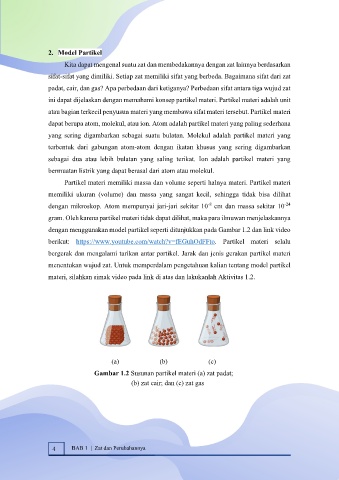 2. Model Partikel
Kita dapat mengenal suatu zat dan membedakannya dengan zat lainnya berdasarkan
sifat-sifat yang dimiliki. Setiap zat memiliki sifat yang berbeda. Bagaimana sifat dari zat
padat, cair, dan gas? Apa perbedaan dari ketiganya? Perbedaan sifat antara tiga wujud zat
ini dapat dijelaskan dengan memahami konsep partikel materi. Partikel materi adalah unit
atau bagian terkecil penyusun materi yang membawa sifat materi tersebut. Partikel materi
dapat berupa atom, molekul, atau ion. Atom adalah partikel materi yang paling sederhana
yang sering digambarkan sebagai suatu bulatan. Molekul adalah partikel materi yang
terbentuk dari gabungan atom-atom dengan ikatan khusus yang sering digambarkan
sebagai dua atau lebih bulatan yang saling terikat. Ion adalah partikel materi yang
bermuatan listrik yang dapat berasal dari atom atau molekul.
Partikel materi memiliki massa dan volume seperti halnya materi. Partikel materi
memiliki ukuran (volume) dan massa yang sangat kecil, sehingga tidak bisa dilihat
dengan mikroskop. Atom mempunyai jari-jari sekitar 10⁻⁸ cm dan massa sekitar 10⁻²⁴
gram. Oleh karena partikel materi tidak dapat dilihat, maka para ilmuwan menjelaskannya
dengan menggunakan model partikel seperti ditunjukkan pada Gambar 1.2 dan link video
berikut: Partikel materi selalu
bergerak dan mengalami tarikan antar partikel. Jarak dan jenis gerakan partikel materi
menentukan wujud zat. Untuk memperdalam pengetahuan kalian tentang model partikel
materi, silahkan simak video pada link di atas dan lakukanlah Aktivitas 1.2.
(a) (b) (c)
Gambar 1.2 Susunan partikel materi (a) zat padat;
(b) zat cair; dan (c) zat gas
4 BAB 1 | Zat dan Perubahannya